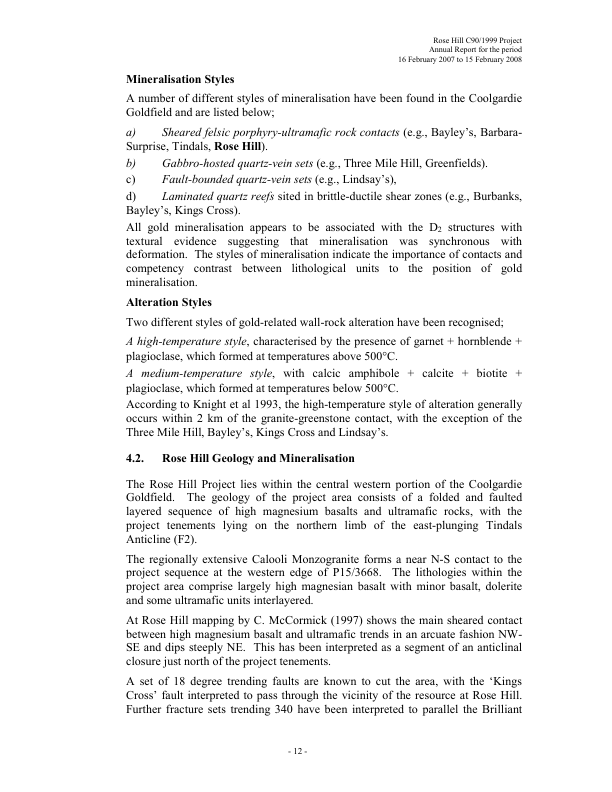 Rose Hill C90/1999 Project
Annual Report for the period
16 February 2007 to 15 February 2008
Mineralisation Styles
A number of different styles of mineralisation have been found in the Coolgardie
Goldfield and are listed below;
a) Sheared felsic porphyry-ultramafic rock contacts (e.g., Bayley's, Barbara-
Surprise, Tindals, Rose Hill).
b) Gabbro-hosted quartz-vein sets (e.g., Three Mile Hill, Greenfields).
c) Fault-bounded quartz-vein sets (e.g., Lindsay's),
d) Laminated quartz reefs sited in brittle-ductile shear zones (e.g., Burbanks,
Bayley's, Kings Cross).
All gold mineralisation appears to be associated with the D2 structures with
textural evidence suggesting that mineralisation was synchronous with
deformation. The styles of mineralisation indicate the importance of contacts and
competency contrast between lithological units to the position of gold
mineralisation.
Alteration Styles
Two different styles of gold-related wall-rock alteration have been recognised;
A high-temperature style, characterised by the presence of garnet + hornblende +
plagioclase, which formed at temperatures above 500°C.
A medium-temperature style, with calcic amphibole + calcite + biotite +
plagioclase, which formed at temperatures below 500°C.
According to Knight et al 1993, the high-temperature style of alteration generally
occurs within 2 km of the granite-greenstone contact, with the exception of the
Three Mile Hill, Bayley's, Kings Cross and Lindsay's.
4.2. Rose Hill Geology and Mineralisation
The Rose Hill Project lies within the central western portion of the Coolgardie
Goldfield. The geology of the project area consists of a folded and faulted
layered sequence of high magnesium basalts and ultramafic rocks, with the
project tenements lying on the northern limb of the east-plunging Tindals
Anticline (F2).
The regionally extensive Calooli Monzogranite forms a near N-S contact to the
project sequence at the western edge of P15/3668. The lithologies within the
project area comprise largely high magnesian basalt with minor basalt, dolerite
and some ultramafic units interlayered.
At Rose Hill mapping by C. McCormick (1997) shows the main sheared contact
between high magnesium basalt and ultramafic trends in an arcuate fashion NW-
SE and dips steeply NE. This has been interpreted as a segment of an anticlinal
closure just north of the project tenements.
A set of 18 degree trending faults are known to cut the area, with the 'Kings
Cross' fault interpreted to pass through the vicinity of the resource at Rose Hill.
Further fracture sets trending 340 have been interpreted to parallel the Brilliant
- 12 -